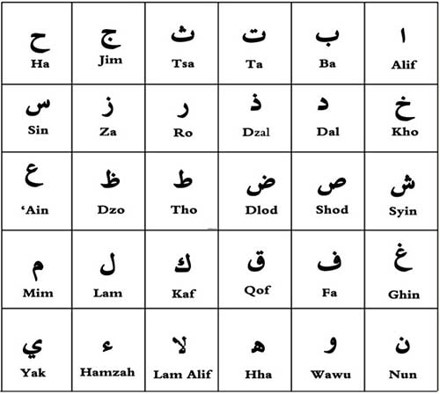 ا ب ت ث ج ح
Alif Ba Ta Tsa Jim Ha
خ د ذ ر ز س
Kho Dal Dzal Ro Za Sin
ش ص ض ط ظ ع
Syin Shod Dlod Tho Dzo ‘Ain
غ ف ق ك ل م
Ghin Fa Qof Kaf Lam Mim
ن و ه لا ء ي
Nun Wawu Hha Lam Alif Hamzah Yak